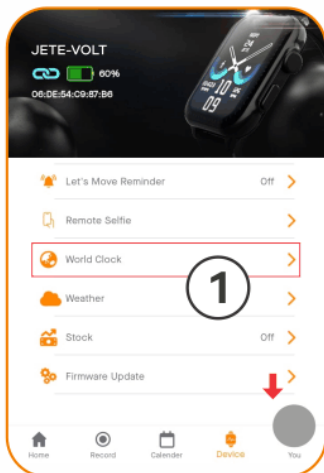 JETE-VOLT
60%
06:DE:54:C9:87:B6
Let's Move Reminder Off
Remote Selfie
World Clock
1
Weather
Stock Off
Firmware Update
Home Record Calender Device You